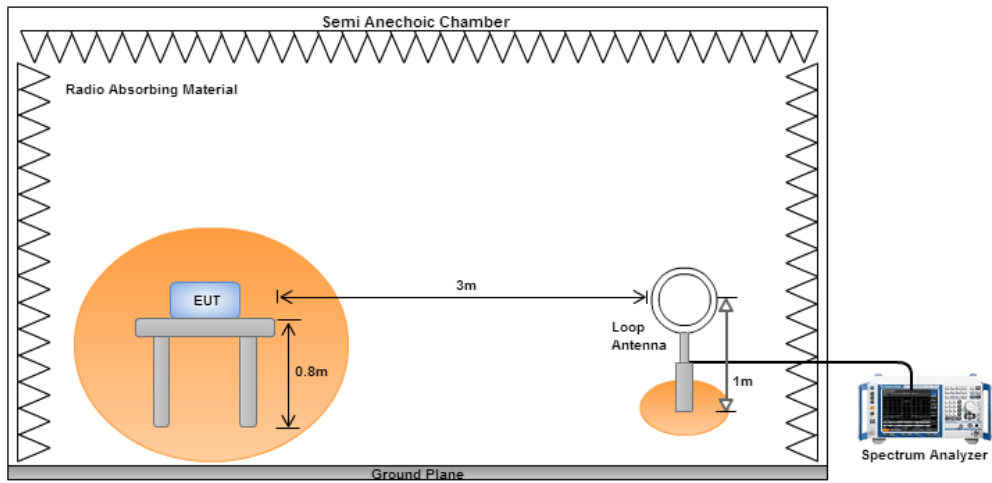 Semi Anechoic Chamber
Radio Absorbing Material
EUT
3m
Loop
Antenna
0.8m
1m
Spectrum Analyzer
Ground Plane